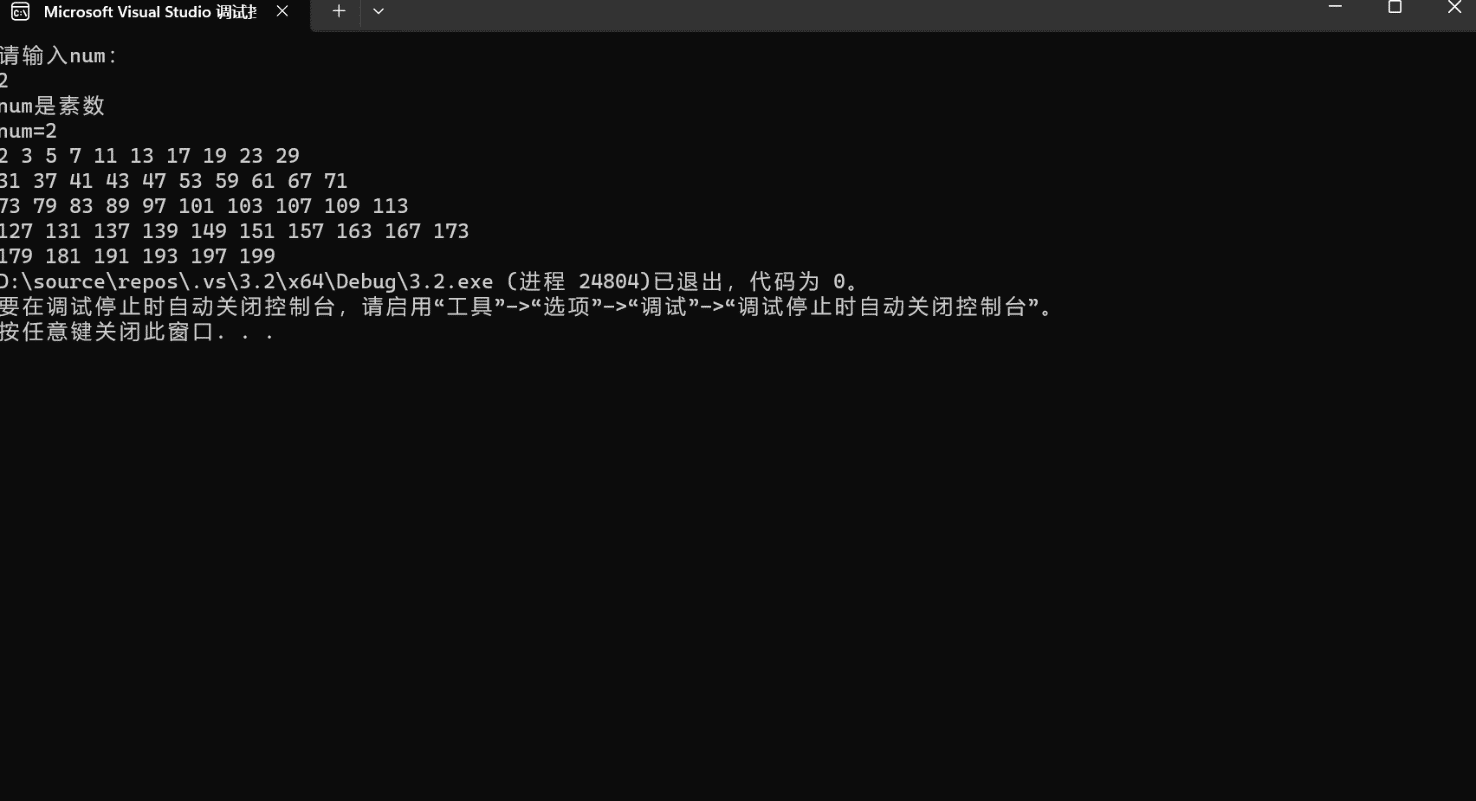 Microsoft Visual Studio 调试
请输入num：
2
num是素数
num=2
2 3 5 7 11 13 17 19 23 29
31 37 41 43 47 53 59 61 67 71
73 79 83 89 97 101 103 107 109 113
127 131 137 139 149 151 157 163 167 173
179 181 191 193 197 199
D:\source\repos\.vs\3.2\x64\Debug\3.2.exe (进程 24804)已退出，代码为 0。
要在调试停止时自动关闭控制台，请启用“工具”->“选项”->“调试”->“调试停止时自动关闭控制台”。
按任意键关闭此窗口. . .